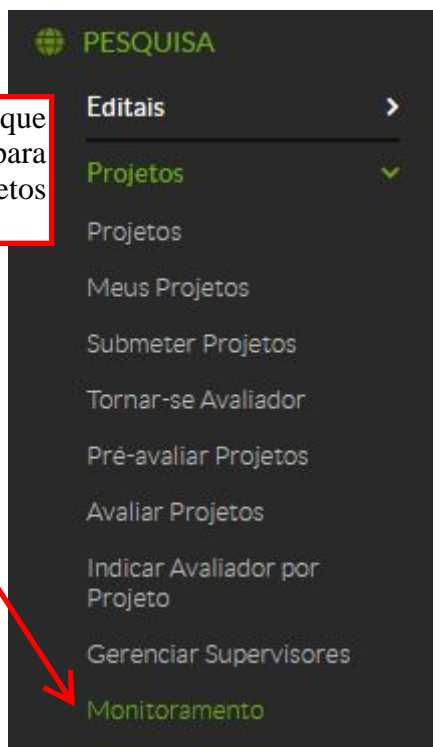 PESQUISA
Editais
que
para
etos
Projetos
Projetos
Meus Projetos
Submeter Projetos
Tornar-se Avaliador
Pré-avaliar Projetos
Avaliar Projetos
Indicar Avaliador por
Projeto
Gerenciar Supervisores
Monitoramento